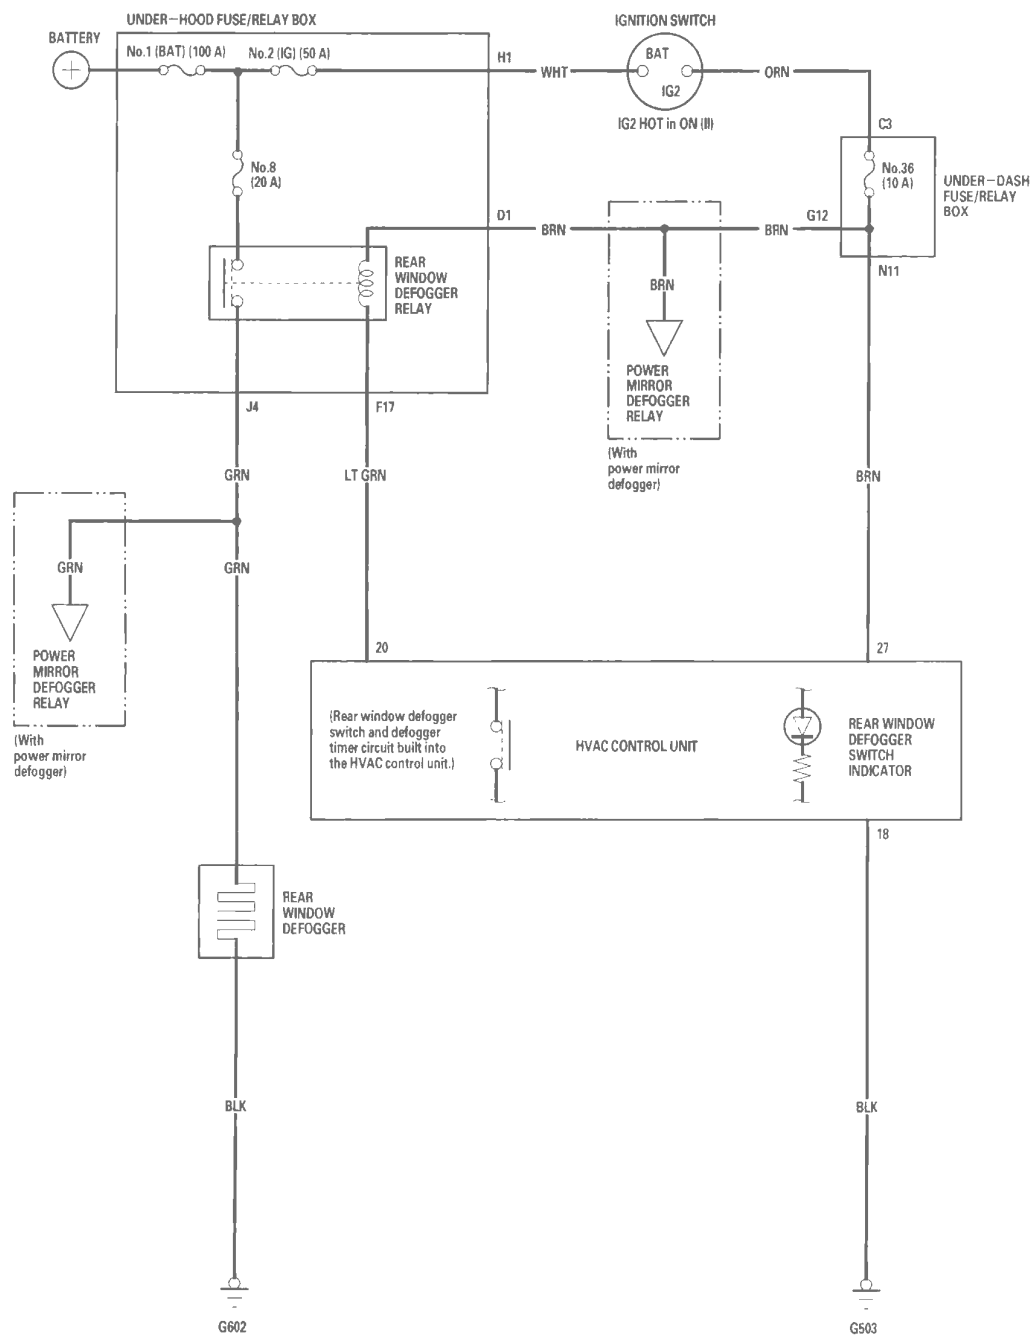 UNDER-HOOD FUSE/RELAY BOX
IGNITION SWITCH
BATTERY
No.1 (BAT) (100 A)
No.2 (IG) (50 A)
H1
WHT
BAT
IG2
ORN
IG2 HOT in ON (II)
C3
No.8
(20 A)
No.36
(10 A)
UNDER-DASH
FUSE/RELAY
BOX
D1
BRN
BRN
G12
N11
REAR
WINDOW
DEFOGGER
RELAY
BRN
POWER
MIRROR
DEFOGGER
RELAY
J4
F17
(With
power mirror
defogger)
GRN
LT GRN
BRN
GRN
GRN
POWER
MIRROR
DEFOGGER
RELAY
(With
power mirror
defogger)
20
27
(Rear window defogger
switch and defogger
timer circuit built into
the HVAC control unit.)
HVAC CONTROL UNIT
REAR WINDOW
DEFOGGER
SWITCH
INDICATOR
18
REAR
WINDOW
DEFOGGER
BLK
BLK
G602
G503